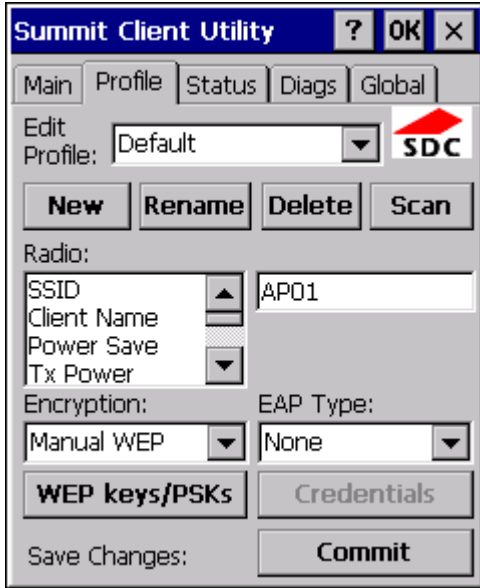 Summit Client Utility ? OK ×
Main Profile Status Diags Global
Edit
Profile: Default
SDC
New Rename Delete Scan
Radio:
SSID AP01
Client Name
Power Save
Tx Power
Encryption: EAP Type:
Manual WEP None
WEP keys/PSKs Credentials
Save Changes: Commit